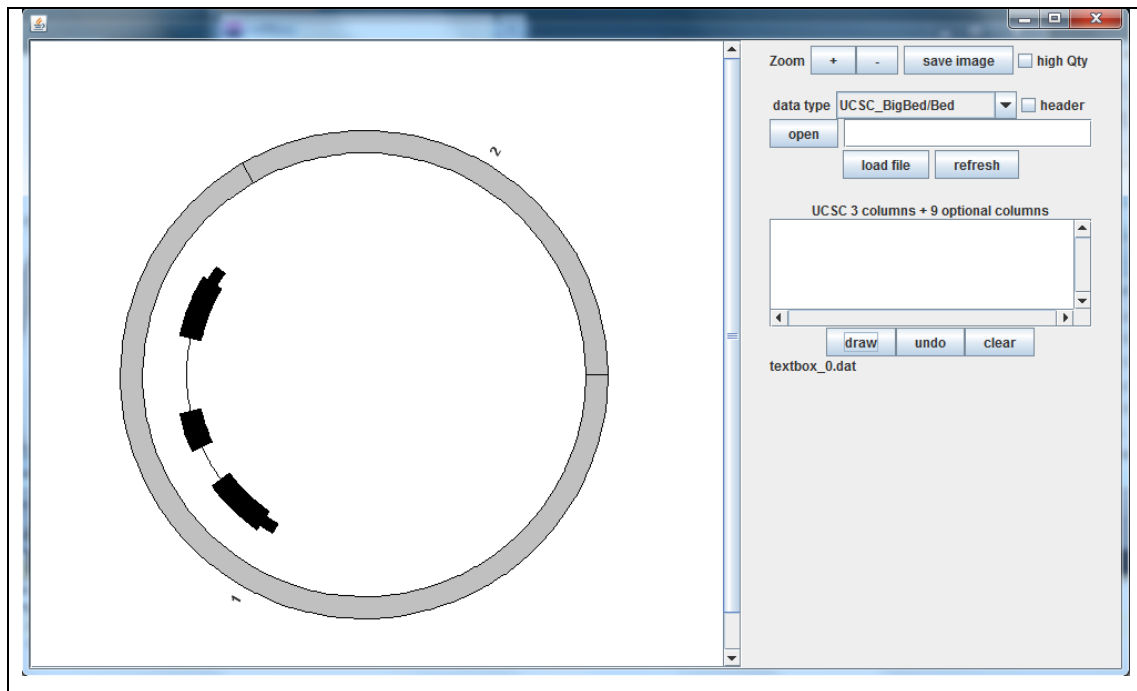 Zoom + - save image high Qty
data type UCSC_BigBed/Bed header
open
load file refresh
UCSC 3 columns + 9 optional columns
draw undo clear
textbox_0.dat
2
1